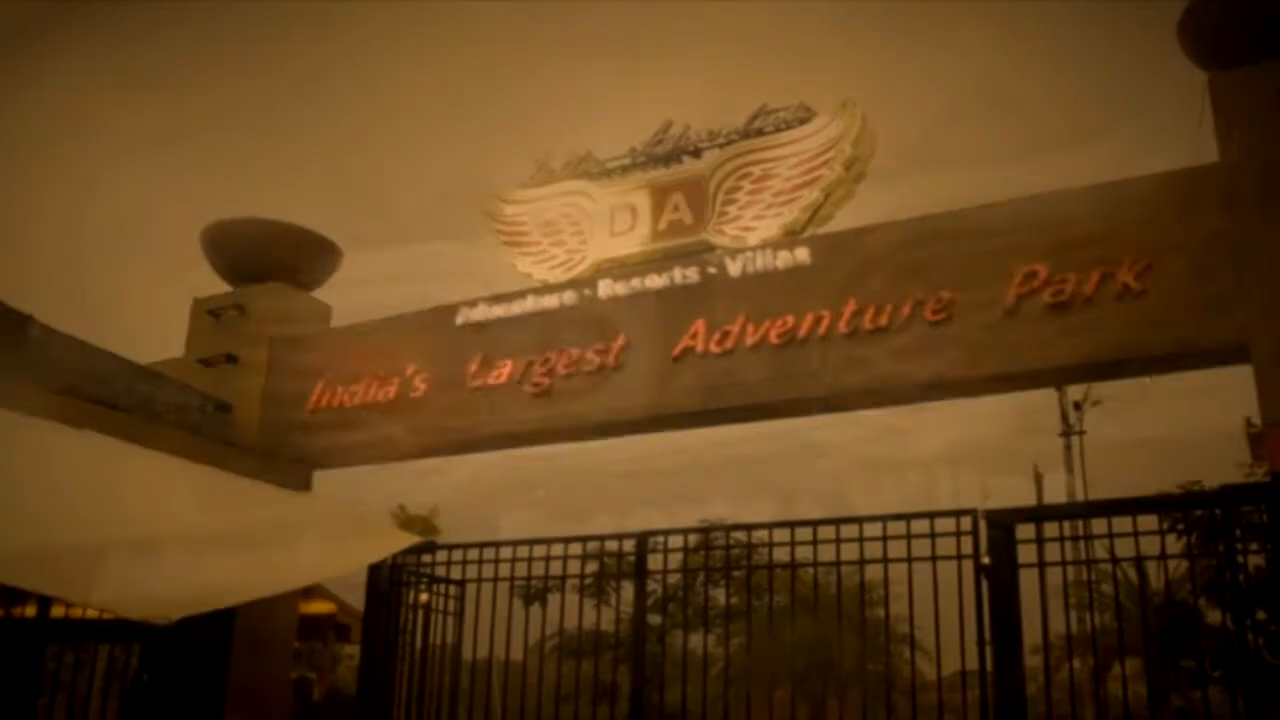 DA
Adventure • Resorts • Villas
India's Largest Adventure Park